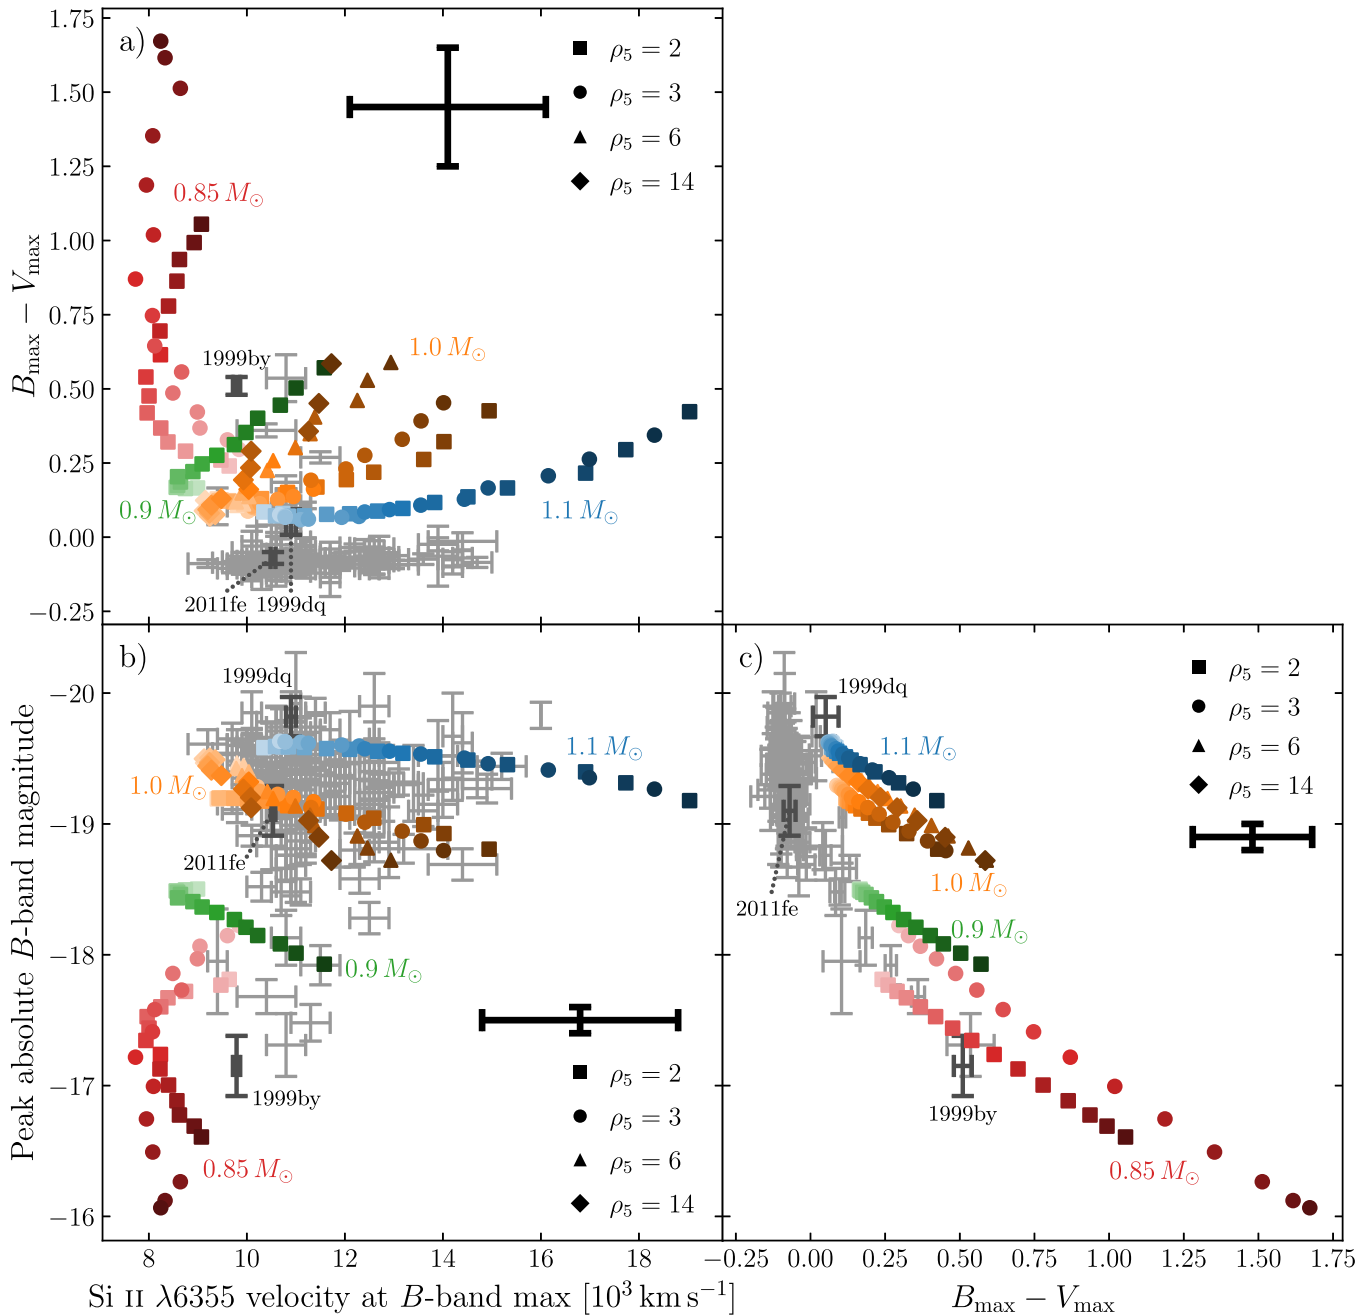 a)
ρ₅ = 2
ρ₅ = 3
ρ₅ = 6
ρ₅ = 14
0.85 M⊙
1999by
1.0 M⊙
0.9 M⊙
1.1 M⊙
2011fe
1999dq
1.75
1.50
1.25
1.00
0.75
0.50
0.25
0.00
−0.25
B_max − V_max
b)
1999dq
1.1 M⊙
1.0 M⊙
2011fe
0.9 M⊙
1999by
0.85 M⊙
ρ₅ = 2
ρ₅ = 3
ρ₅ = 6
ρ₅ = 14
−20
−19
−18
−17
−16
Peak absolute B-band magnitude
8 10 12 14 16 18
Si II λ6355 velocity at B-band max [10³ km s⁻¹]
c)
1999dq
1.1 M⊙
2011fe
1.0 M⊙
0.9 M⊙
1999by
0.85 M⊙
ρ₅ = 2
ρ₅ = 3
ρ₅ = 6
ρ₅ = 14
−0.25 0.00 0.25 0.50 0.75 1.00 1.25 1.50 1.75
B_max − V_max